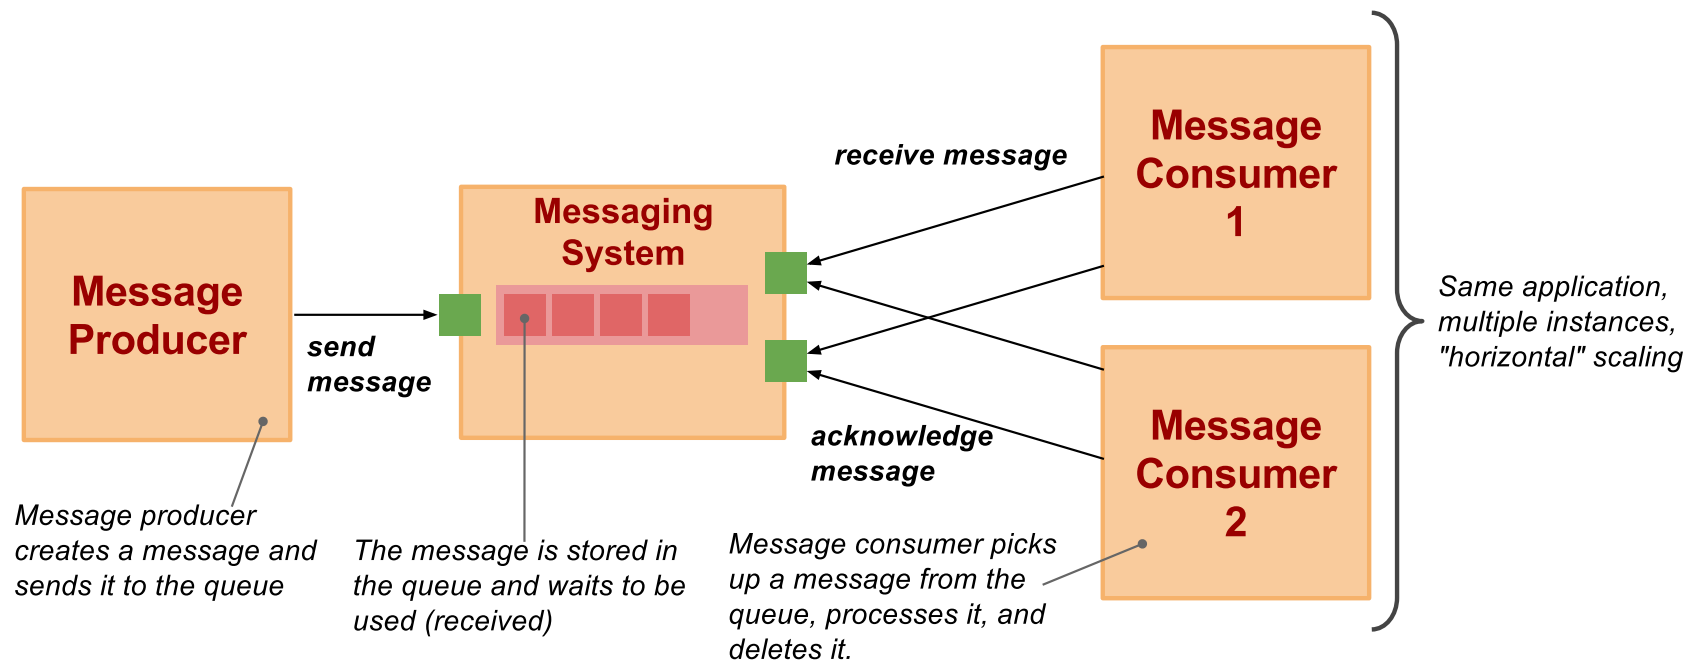 Message
Producer
send
message
Message producer
creates a message and
sends it to the queue
Messaging
System
The message is stored in
the queue and waits to be
used (received)
receive message
acknowledge
message
Message consumer picks
up a message from the
queue, processes it, and
deletes it.
Message
Consumer
1
Message
Consumer
2
Same application,
multiple instances,
"horizontal" scaling